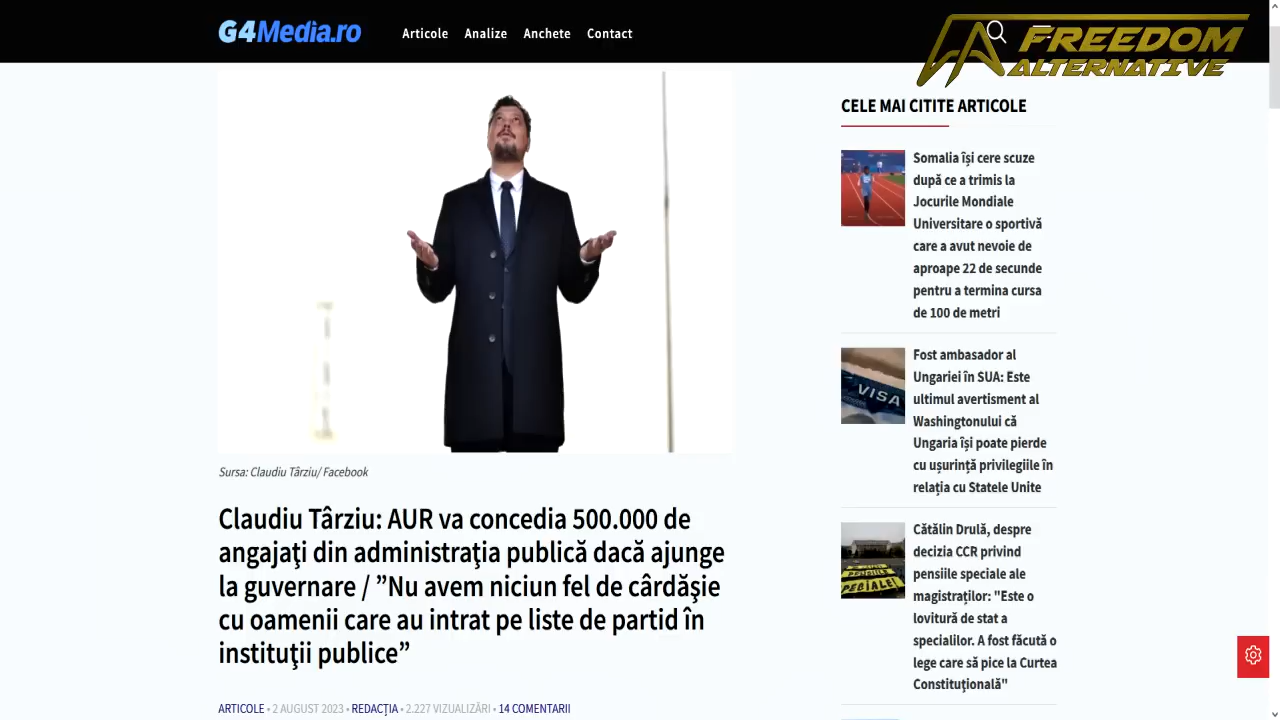 G4Media.ro
Articole
Analize
Anchete
Contact
FREEDOM
ALTERNATIVE
Sursa: Claudiu Târziu/ Facebook
Claudiu Târziu: AUR va concedia 500.000 de
angajaţi din administraţia publică dacă ajunge
la guvernare / ”Nu avem niciun fel de cârdăşie
cu oamenii care au intrat pe liste de partid în
instituţii publice”
ARTICOLE • 2 AUGUST 2023 • REDACȚIA • 2.227 VIZUALIZĂRI • 14 COMENTARII
CELE MAI CITITE ARTICOLE
Somalia își cere scuze
după ce a trimis la
Jocurile Mondiale
Universitare o sportivă
care a avut nevoie de
aproape 22 de secunde
pentru a termina cursa
de 100 de metri
VISA
Fost ambasador al
Ungariei în SUA: Este
ultimul avertisment al
Washingtonului că
Ungaria își poate pierde
cu ușurință privilegiile în
relația cu Statele Unite
PENSIILE
SPECIALE!
Cătălin Drulă, despre
decizia CCR privind
pensiile speciale ale
magistraților: "Este o
lovitură de stat a
specialilor. A fost făcută o
lege care să pice la Curtea
Constituțională"